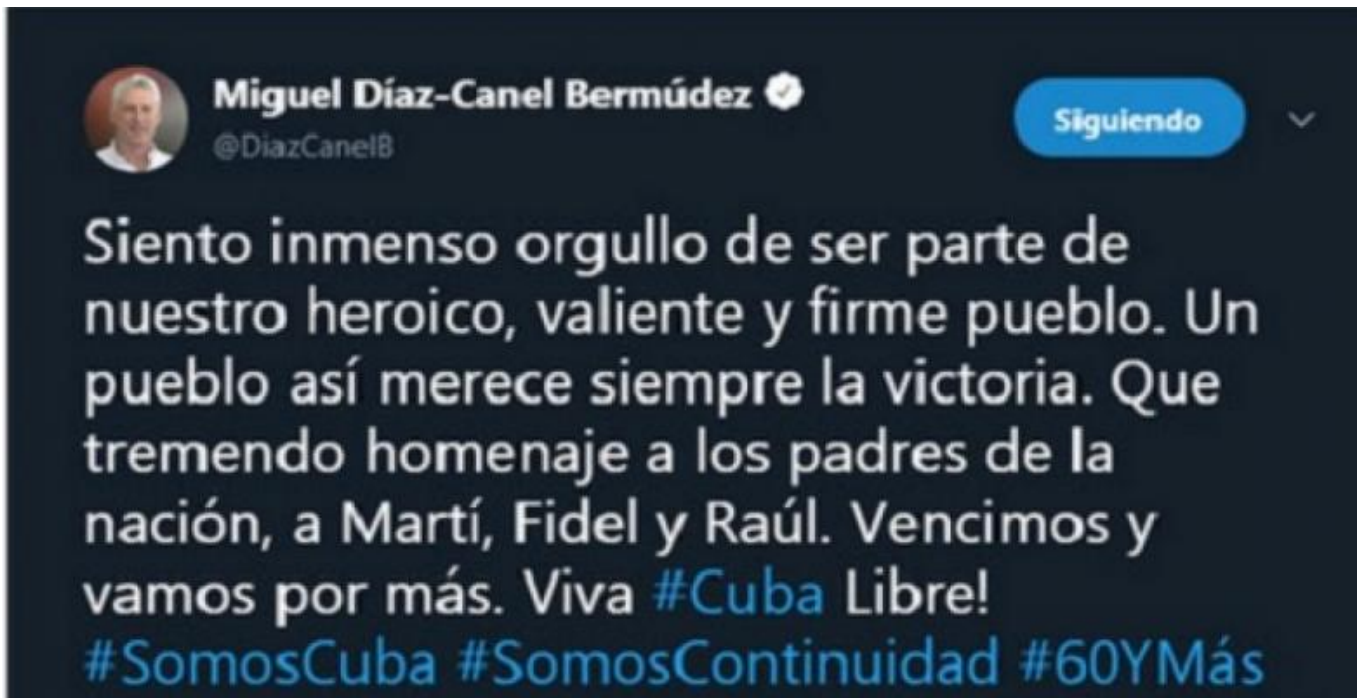 Miguel Díaz-Canel Bermúdez
@DiazCanelB
Siguiendo
Siento inmenso orgullo de ser parte de
nuestro heroico, valiente y firme pueblo. Un
pueblo así merece siempre la victoria. Que
tremendo homenaje a los padres de la
nación, a Martí, Fidel y Raúl. Vencimos y
vamos por más. Viva #Cuba Libre!
#SomosCuba #SomosContinuidad #60YMás